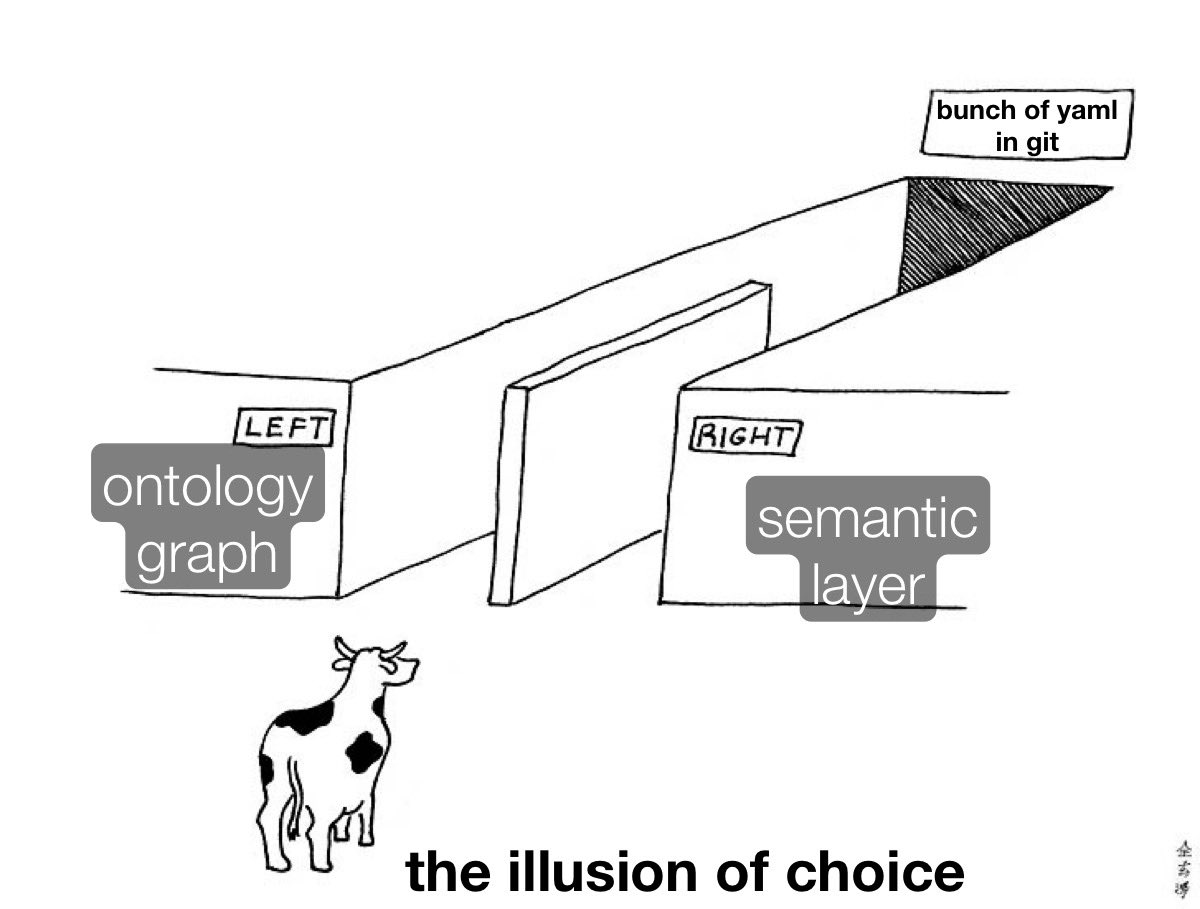 bunch of yaml
in git
LEFT
RIGHT
ontology
graph
semantic
layer
the illusion of choice